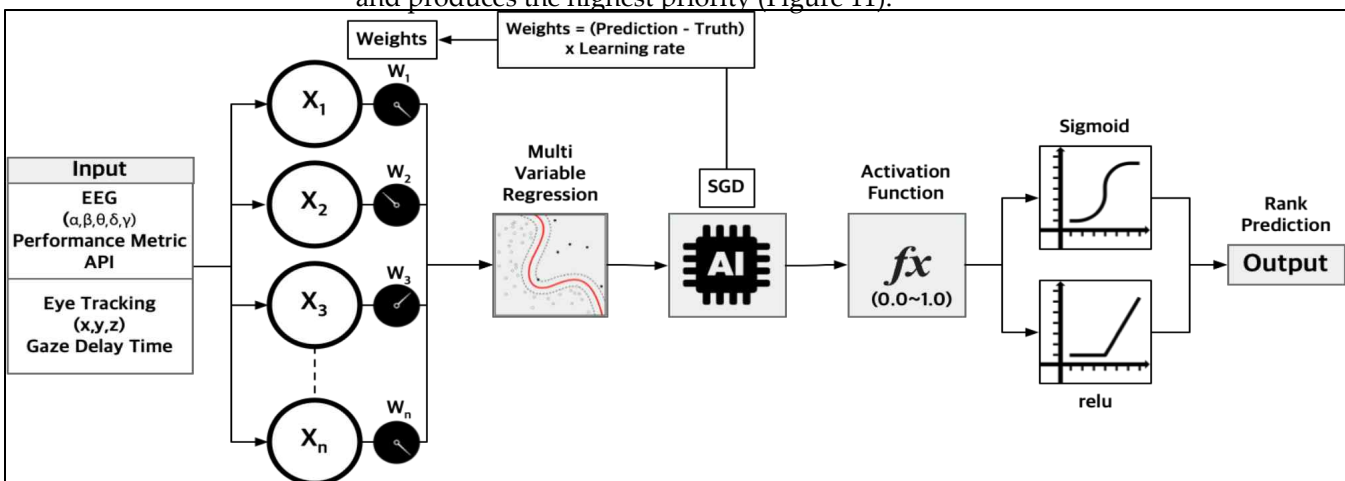 and produces the highest priority (Figure 11).
Weights
Weights = (Prediction - Truth)
x Learning rate
W1
X1
W2
X2
W3
X3
Wn
Xn
Input
EEG
(α,β,θ,δ,γ)
Performance Metric
API
Eye Tracking
(x,y,z)
Gaze Delay Time
Multi
Variable
Regression
SGD
AI
Activation
Function
fx
(0.0~1.0)
Sigmoid
relu
Rank
Prediction
Output